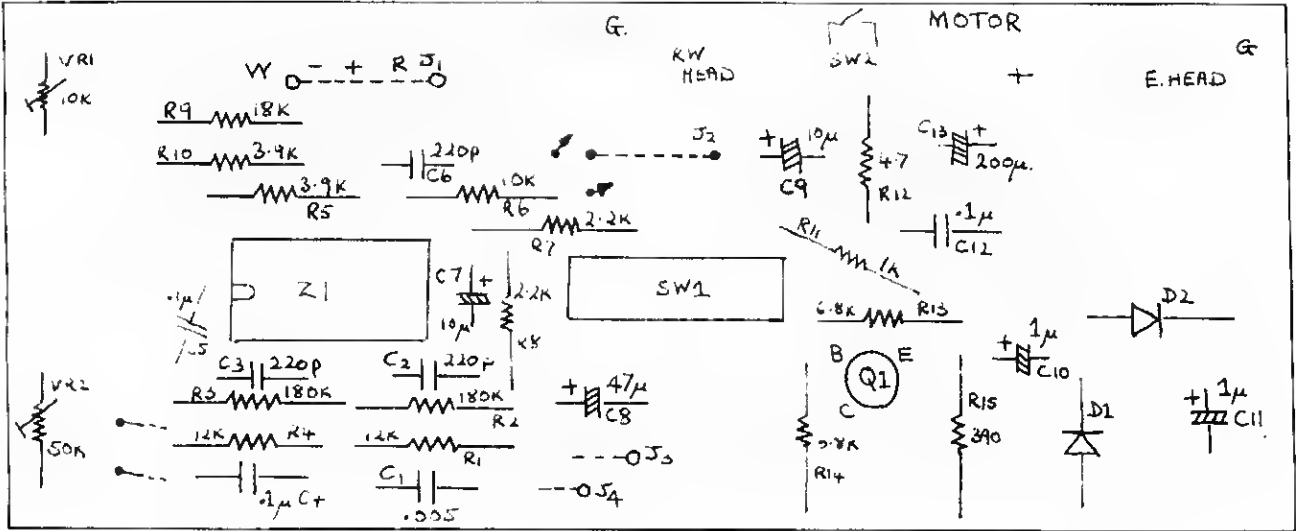 G.
MOTOR
G
VR1
10K
W - + R J1
RW
HEAD
SW2
+
E.HEAD
R9 18K
R10 3.9K
3.9K
R5
220p
C6
10K
R6
2.2K
R7
J2
+ 10μ
C9
4.7
R12
C13 +
200μ.
.1μ
C12
R11
1K
Z1
C7 +
10μ
2.2K
SW1
6.8K R13
D2
.1μ
C3 220p
C2 220p
B E
Q1
C
+ 1μ
C10
VR2
50K
R3 180K
180K
R2
+ 47μ
C8
R15
390
D1
+ 1μ
C11
12K R4
12K
R1
J3
R14
.1μ
C1
.005
J4